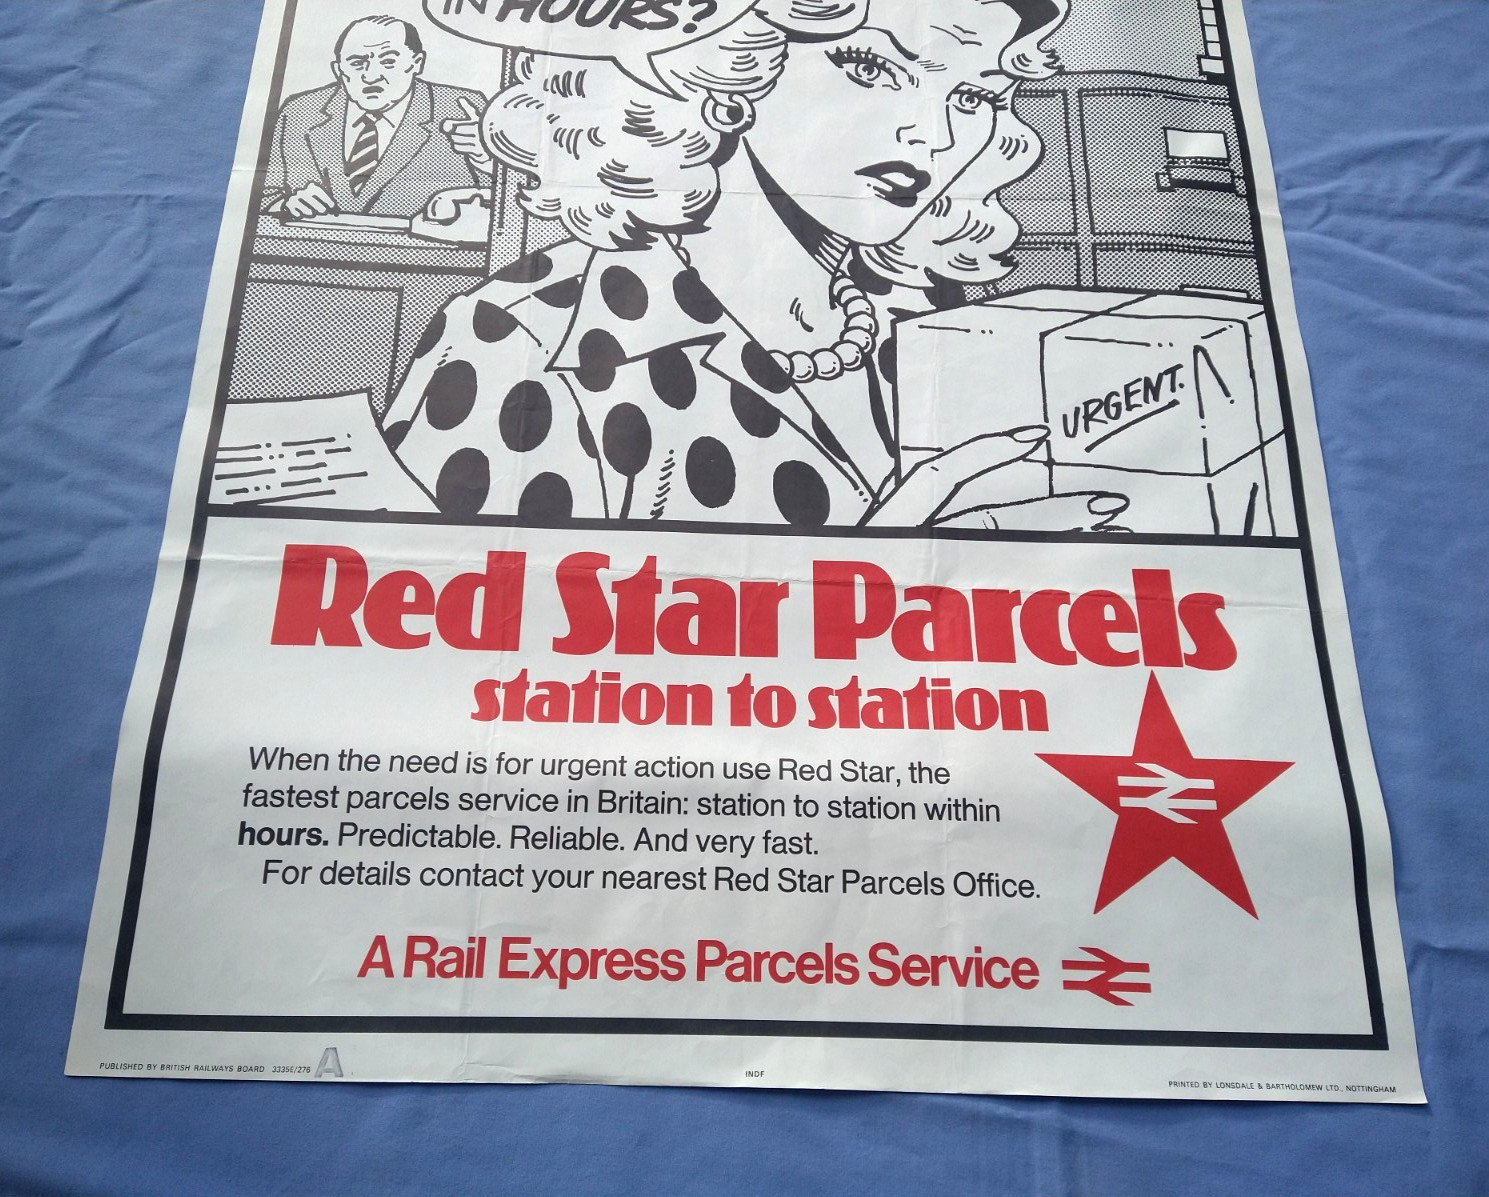 IN HOURS?
URGENT.
Red Star Parcels
station to station
When the need is for urgent action use Red Star, the
fastest parcels service in Britain: station to station within
hours. Predictable. Reliable. And very fast.
For details contact your nearest Red Star Parcels Office.
A Rail Express Parcels Service
PUBLISHED BY BRITISH RAILWAYS BOARD 3335E/276 A
INDF
PRINTED BY LONSDALE & BARTHOLOMEW LTD., NOTTINGHAM